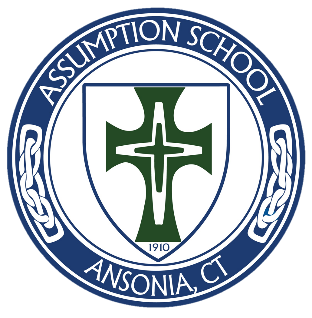 ASSUMPTION SCHOOL
1910
ANSONIA, CT